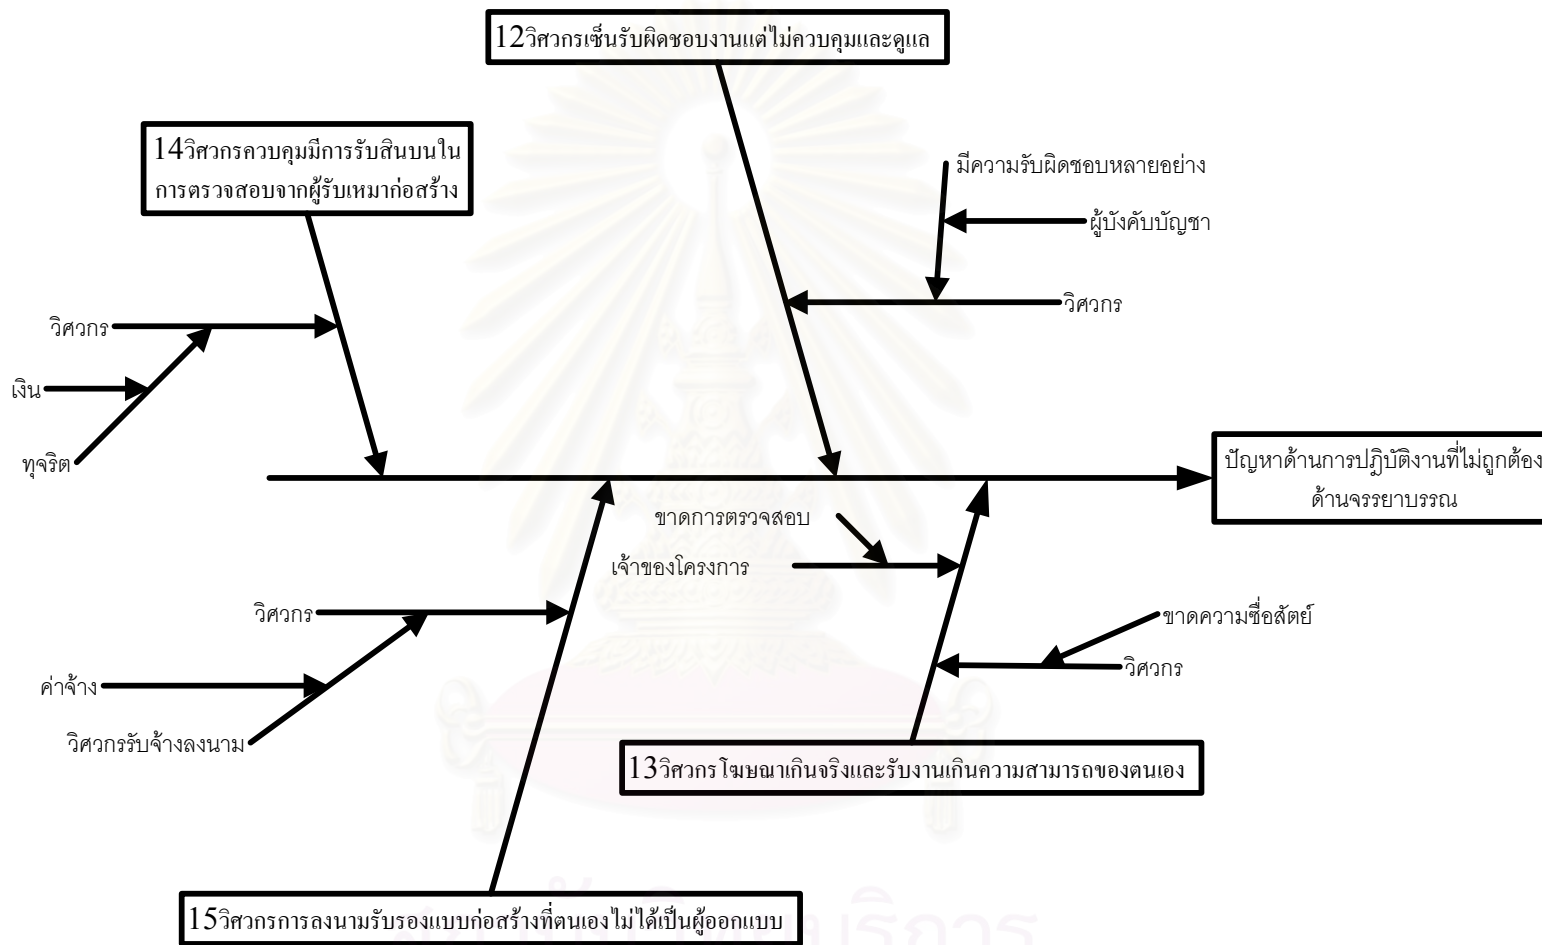 12วิศวกรเซ็นรับผิดชอบงานแต่ไม่ควบคุมและดูแล
14วิศวกรควบคุมมีการรับสินบนใน
การตรวจสอบจากผู้รับเหมาก่อสร้าง
มีความรับผิดชอบหลายอย่าง
ผู้บังคับบัญชา
วิศวกร
วิศวกร
เงิน
ทุจริต
ปัญหาด้านการปฎิบัติงานที่ไม่ถูกต้อง
ด้านจรรยาบรรณ
ขาดการตรวจสอบ
เจ้าของโครงการ
วิศวกร
ขาดความซื่อสัตย์
วิศวกร
ค่าจ้าง
วิศวกรรับจ้างลงนาม
13วิศวกรโฆษณาเกินจริงและรับงานเกินความสามารถของตนเอง
15วิศวกรการลงนามรับรองแบบก่อสร้างที่ตนเองไม่ได้เป็นผู้ออกแบบ